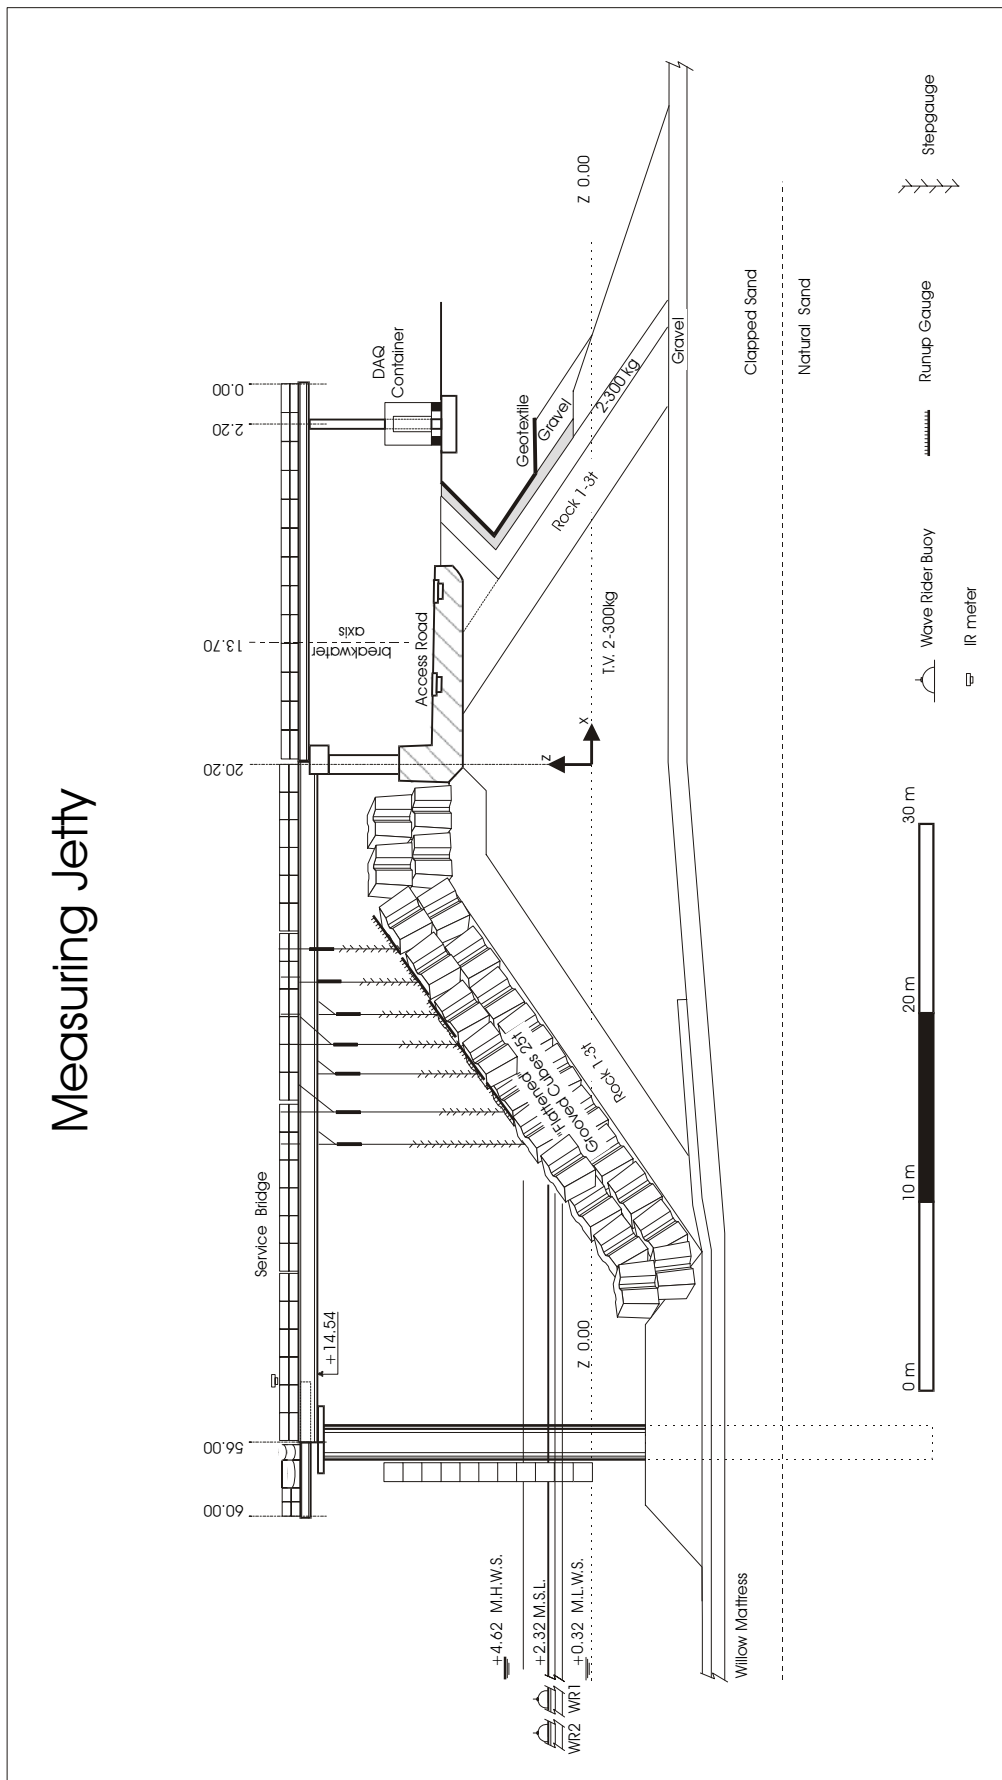 Measuring Jetty
60.00
56.00
20.20
13.70
2.20
0.00
Service Bridge
+14.54
breakwater
axis
DAQ
Container
Access Road
Geotextile
Gravel
2-300 kg
Rock 1-3t
"Flattened"
Grooved Cubes 25t
Rock 1-3t
z
x
T.V. 2-300kg
Z 0.00
Z 0.00
+4.62 M.H.W.S.
+2.32 M.S.L.
+0.32 M.L.W.S.
WR2 WR1
Gravel
Willow Mattress
Clapped Sand
Natural Sand
0 m
10 m
20 m
30 m
Wave Rider Buoy
Runup Gauge
Stepgauge
IR meter